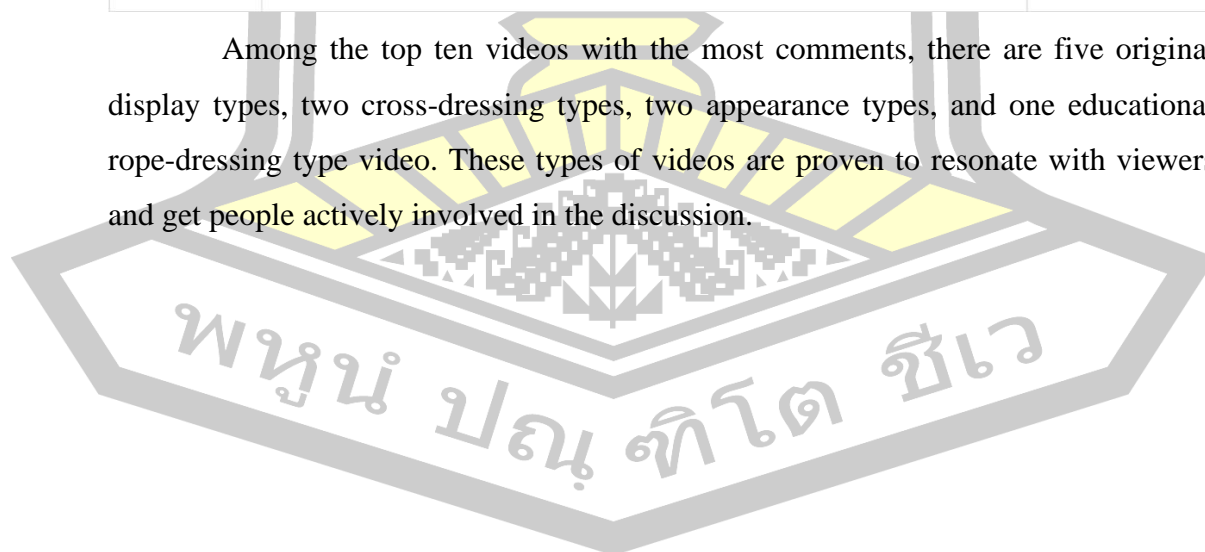 Among the top ten videos with the most comments, there are five origina
display types, two cross-dressing types, two appearance types, and one educationa
rope-dressing type video. These types of videos are proven to resonate with viewers
and get people actively involved in the discussion.
พหูนํ ปณฺฑิโต ชีเว